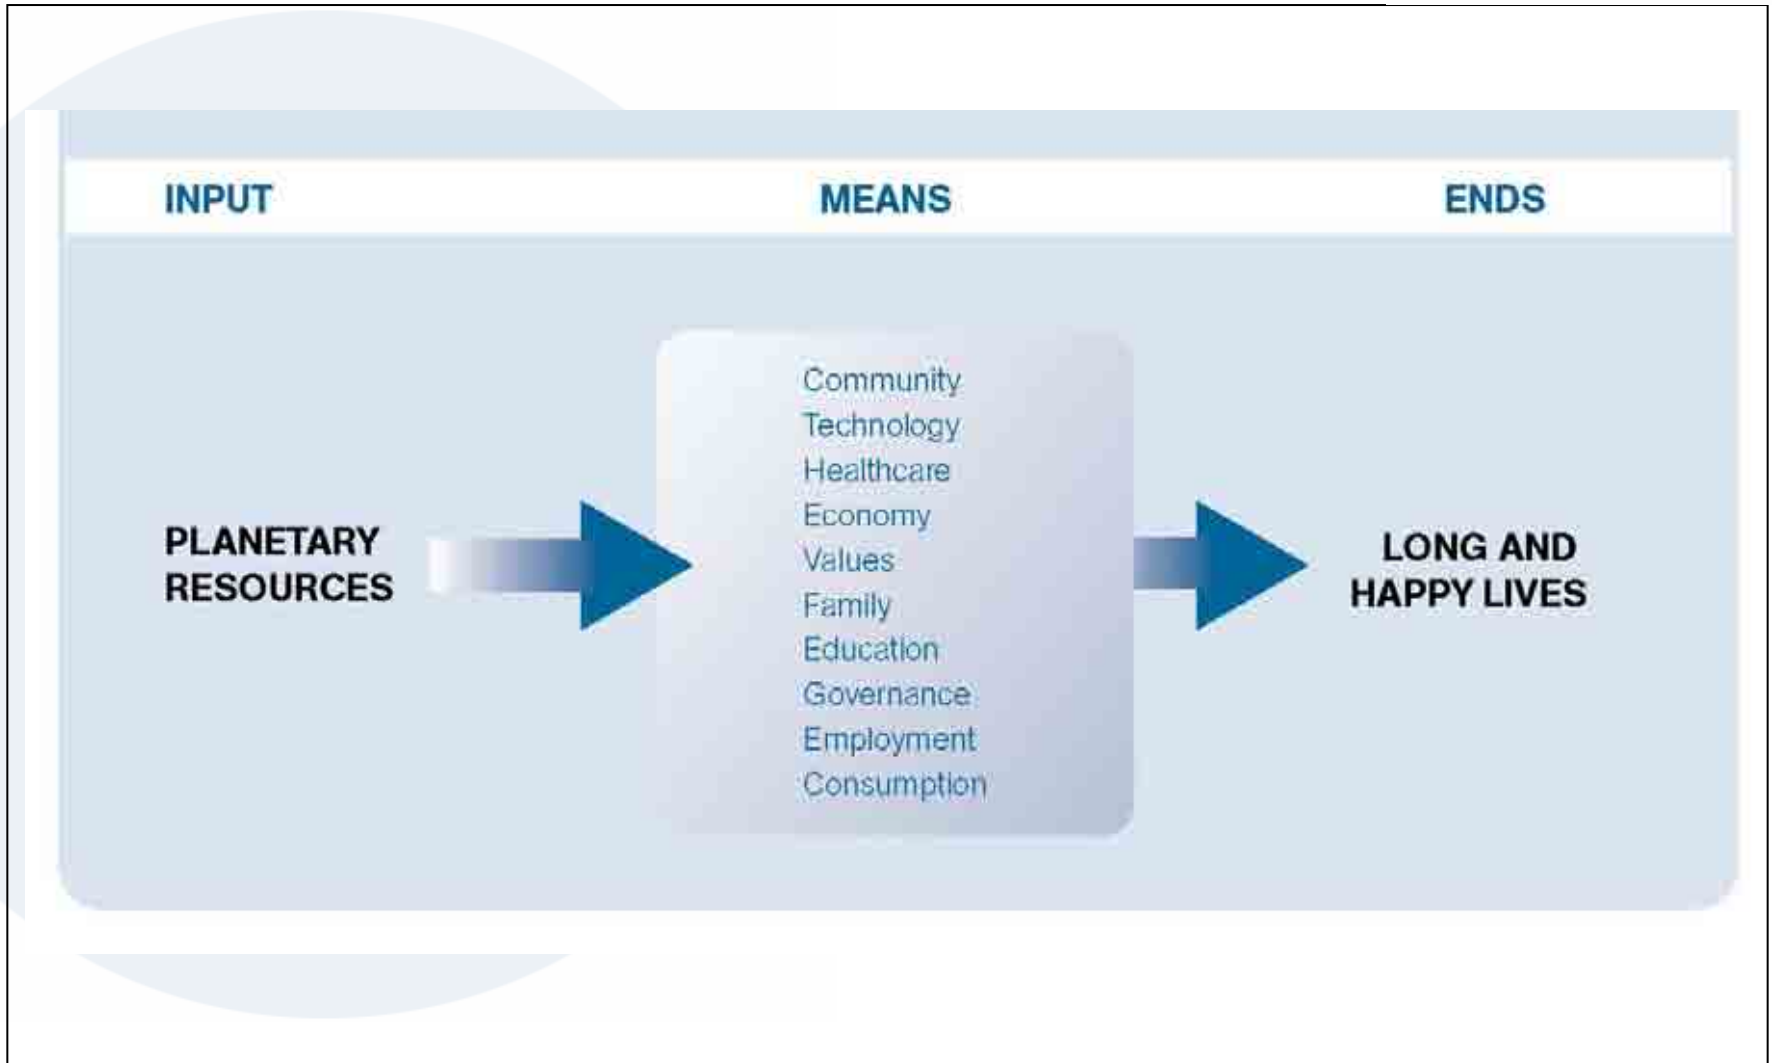 INPUT
MEANS
ENDS
PLANETARY
RESOURCES
Community
Technology
Healthcare
Economy
Values
Family
Education
Governance
Employment
Consumption
LONG AND
HAPPY LIVES